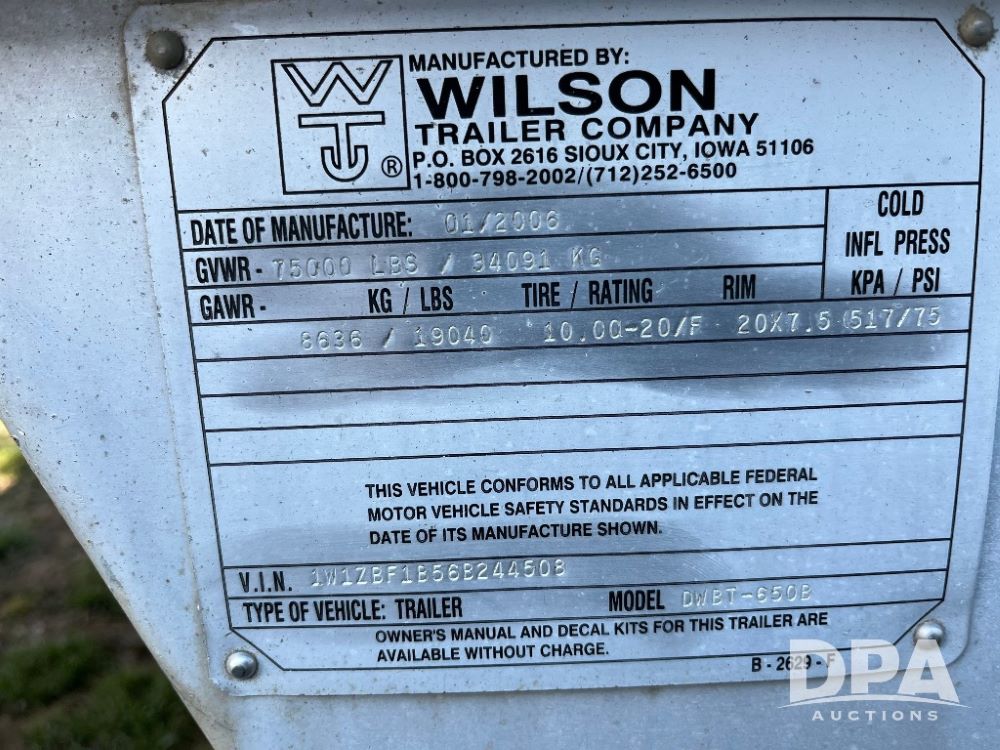 WT ®
MANUFACTURED BY:
WILSON
TRAILER COMPANY
P.O. BOX 2616 SIOUX CITY, IOWA 51106
1-800-798-2002/(712)252-6500
DATE OF MANUFACTURE: 01/2006
GVWR - 75000 LBS / 34091 KG
COLD
INFL PRESS
KPA / PSI
GAWR - KG / LBS TIRE / RATING RIM
8636 / 19040 10.00-20/F 20X7.5 (517/75
THIS VEHICLE CONFORMS TO ALL APPLICABLE FEDERAL
MOTOR VEHICLE SAFETY STANDARDS IN EFFECT ON THE
DATE OF ITS MANUFACTURE SHOWN.
V.I.N. 1W1ZBF1B56B244508
TYPE OF VEHICLE: TRAILER MODEL DWBT-650B
OWNER'S MANUAL AND DECAL KITS FOR THIS TRAILER ARE
AVAILABLE WITHOUT CHARGE.
B - 2629 - F
DPA
AUCTIONS